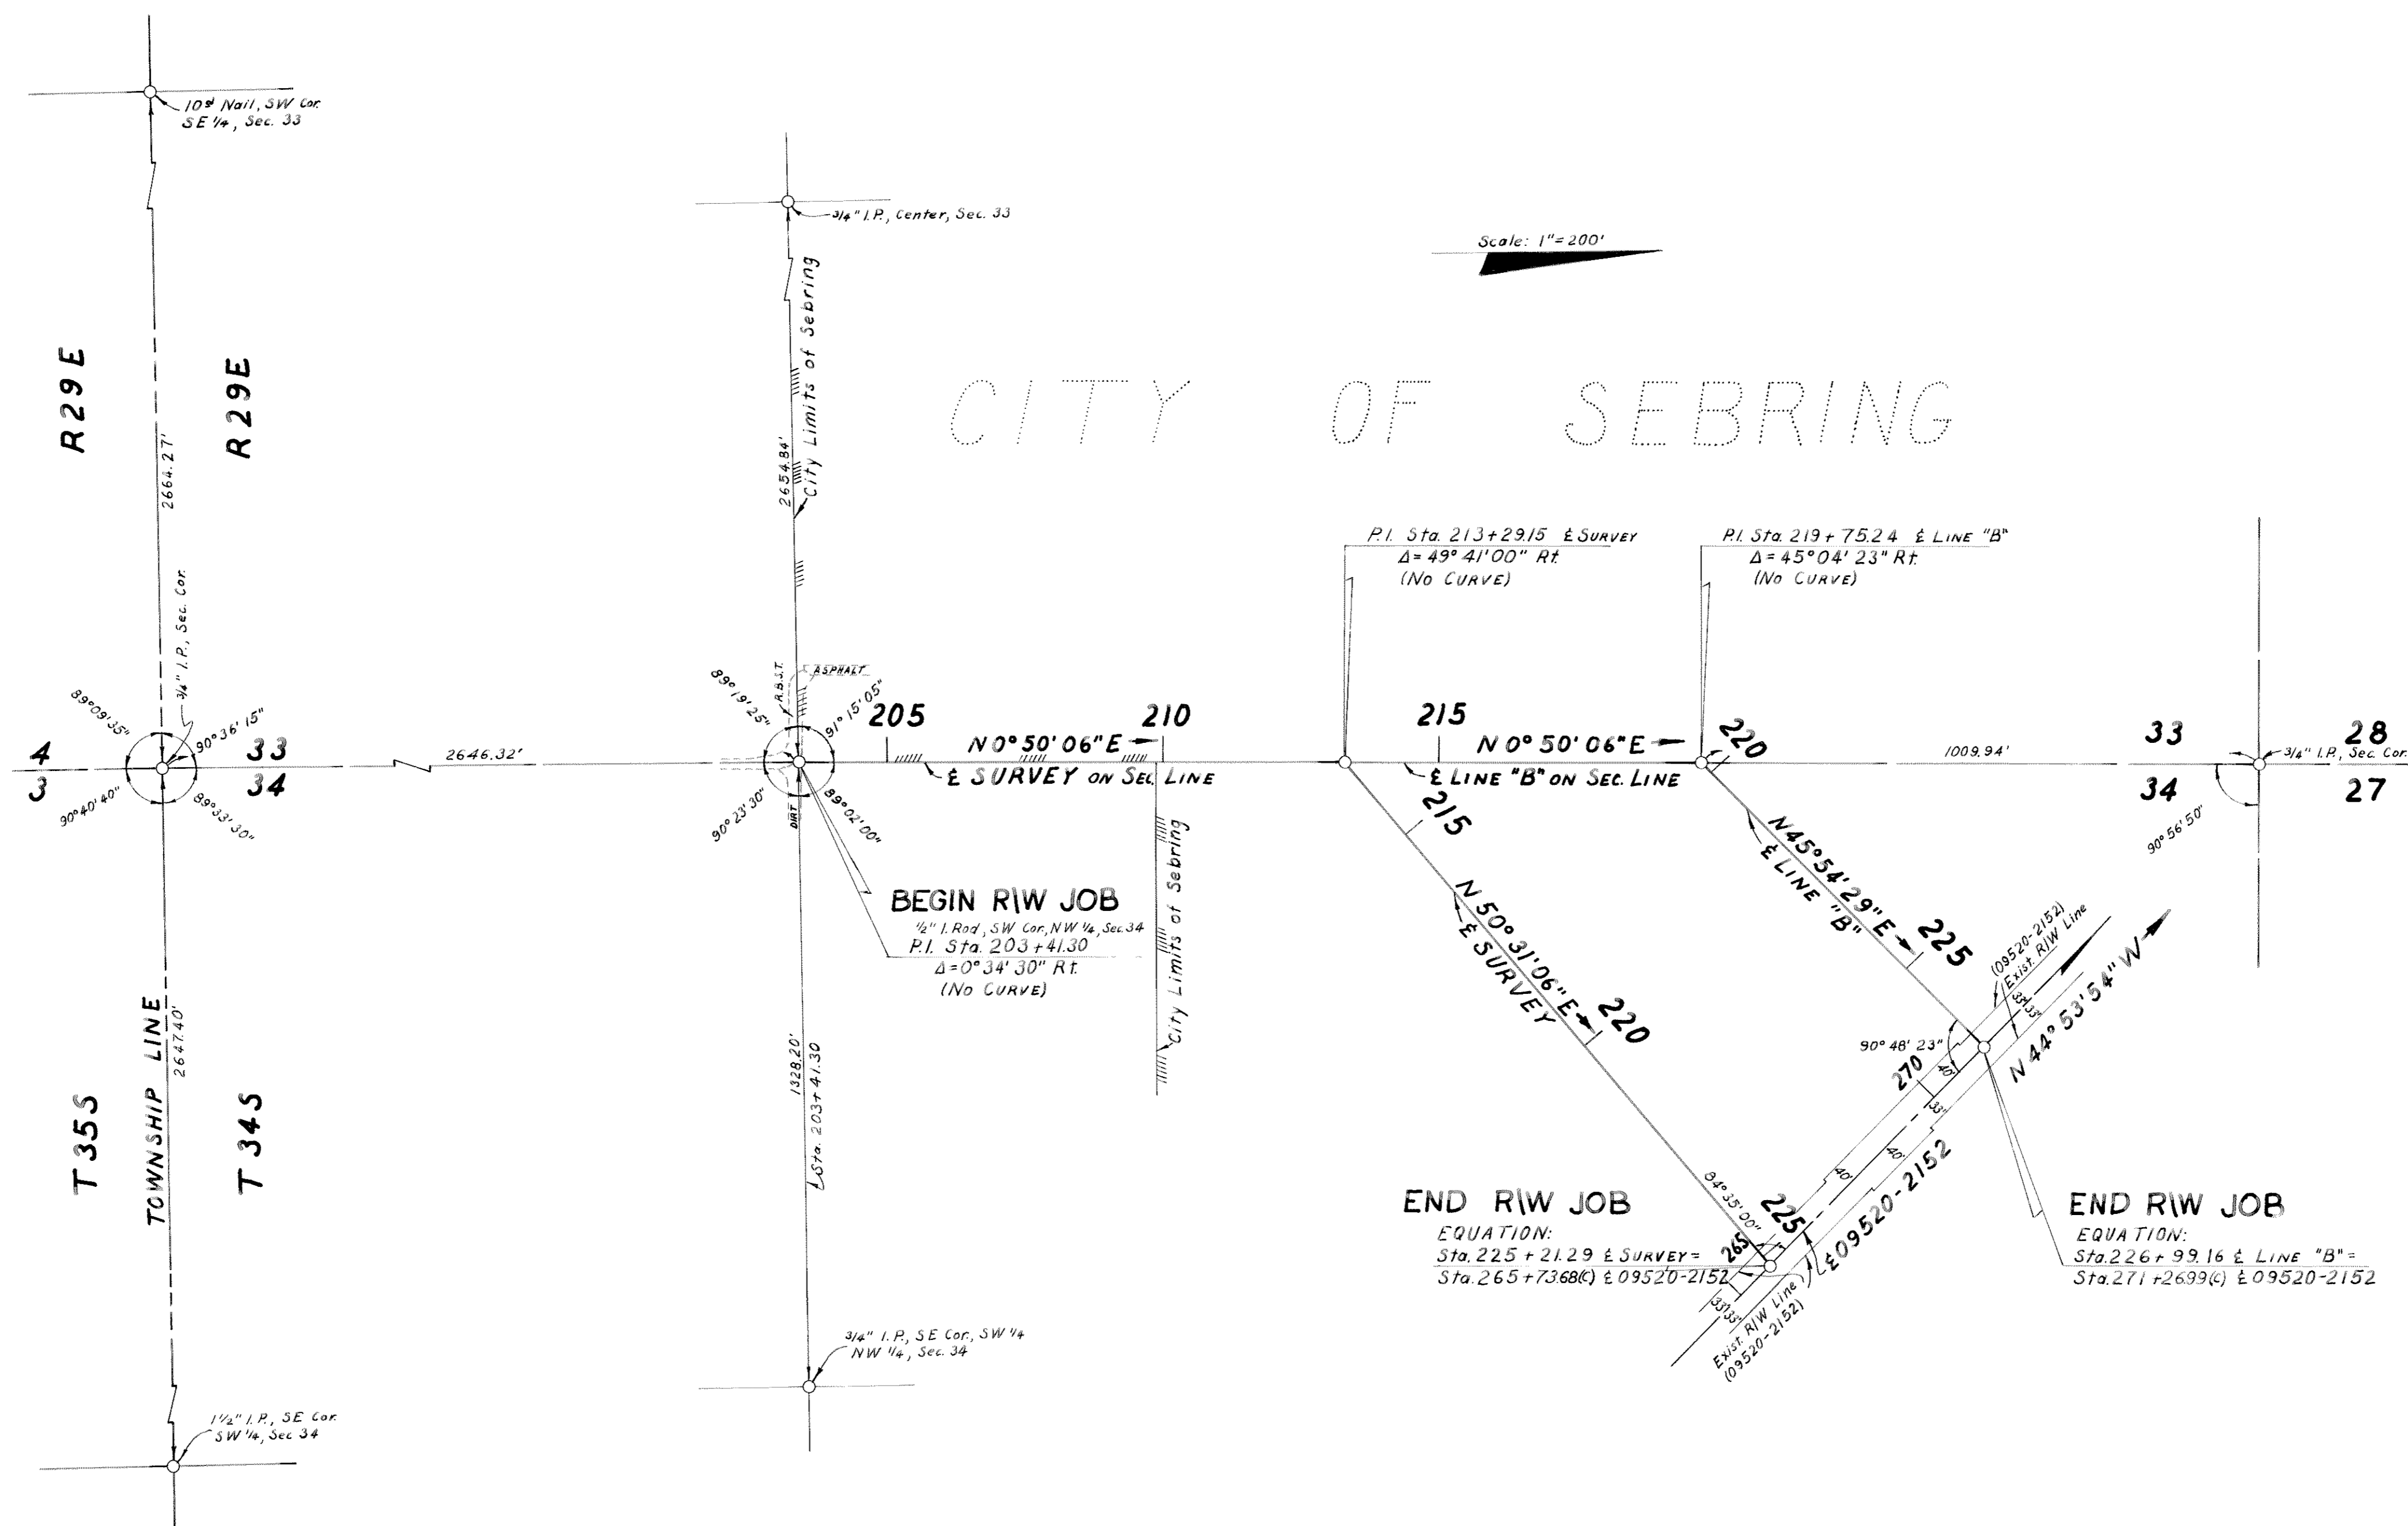 10ᵈ Nail, SW Cor.
SE 1/4, Sec. 33
3/4" I.P., Center, Sec. 33
City Limits of Sebring
Scale: 1"=200'
R29E
R29E
2664.27'
2654.84'
CITY OF SEBRING
P.I. Sta. 213+29.15 ℄ SURVEY
Δ=49°41'00" Rt.
(No CURVE)
P.I. Sta. 219+75.24 ℄ LINE "B"
Δ=45°04'23" Rt.
(No CURVE)
3/4" I.P., Sec. Cor.
89°09'35"
90°36'15"
90°40'40"
89°33'30"
4
3
33
34
2646.32'
89°19'25"
R.B.S.T.
ASPHALT
91°15'05"
90°23'30"
DIRT
89°02'00"
205
210
N 0°50'06"E
℄ SURVEY ON SEC. LINE
215
N 0°50'06"E
℄ LINE "B" ON SEC. LINE
220
1009.94'
33
34
28
27
3/4" I.P., Sec. Cor.
90°56'50"
BEGIN R\W JOB
1/2" I. Rod, SW Cor., NW 1/4, Sec. 34
P.I. Sta. 203+41.30
Δ=0°34'30" Rt.
(No CURVE)
City Limits of Sebring
215
N 50°31'06"E
℄ SURVEY
220
N45°54'29"E
℄ LINE "B"
225
(09520-2152)
Exist. R/W Line
33'
33'
N 44°53'54" W
90°48'23"
270
40'
33'
40'
40'
℄ 09520-2152
TOWNSHIP LINE
2647.40'
T35S
T34S
1328.20'
Sta. 203+41.30
84°35'00"
225
265
33'
33'
Exist. R/W Line
(09520-2152)
END R\W JOB
EQUATION:
Sta. 225+21.29 ℄ SURVEY=
Sta. 265+73.68(c) ℄ 09520-2152
END R\W JOB
EQUATION:
Sta. 226+99.16 ℄ LINE "B"=
Sta. 271+26.99(c) ℄ 09520-2152
3/4" I.P., SE Cor., SW 1/4
NW 1/4, Sec. 34
1 1/2" I.P., SE Cor.
SW 1/4, Sec 34